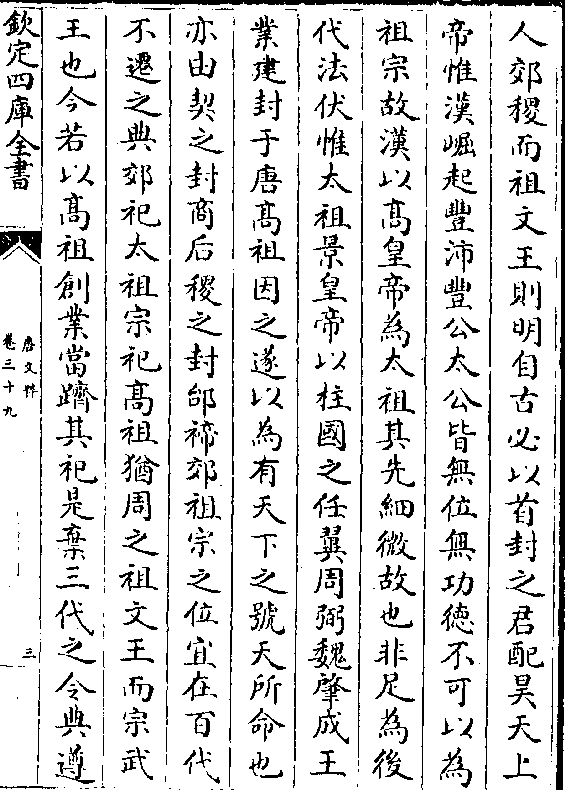 人郊稷而祖文王則明自古必以首封之君配昊天上
帝惟漢崛起豐沛豐公太公皆無位無功德不可以為
祖宗故漢以髙皇帝為太祖其先細微故也非足為後
代法伏惟太祖景皇帝以柱國之任翼周弼魏肇成王
業建封于唐髙祖因之遂以為有天下之號天所命也
亦由契之封商后稷之封邰禘郊祖宗之位宜在百代
不遷之典郊祀太祖宗祀髙祖猶周之祖文王而宗武
王也今若以髙祖創業當躋其祀是棄三代之令典遵
欽定四庫全書
唐文粹
卷三十九
三